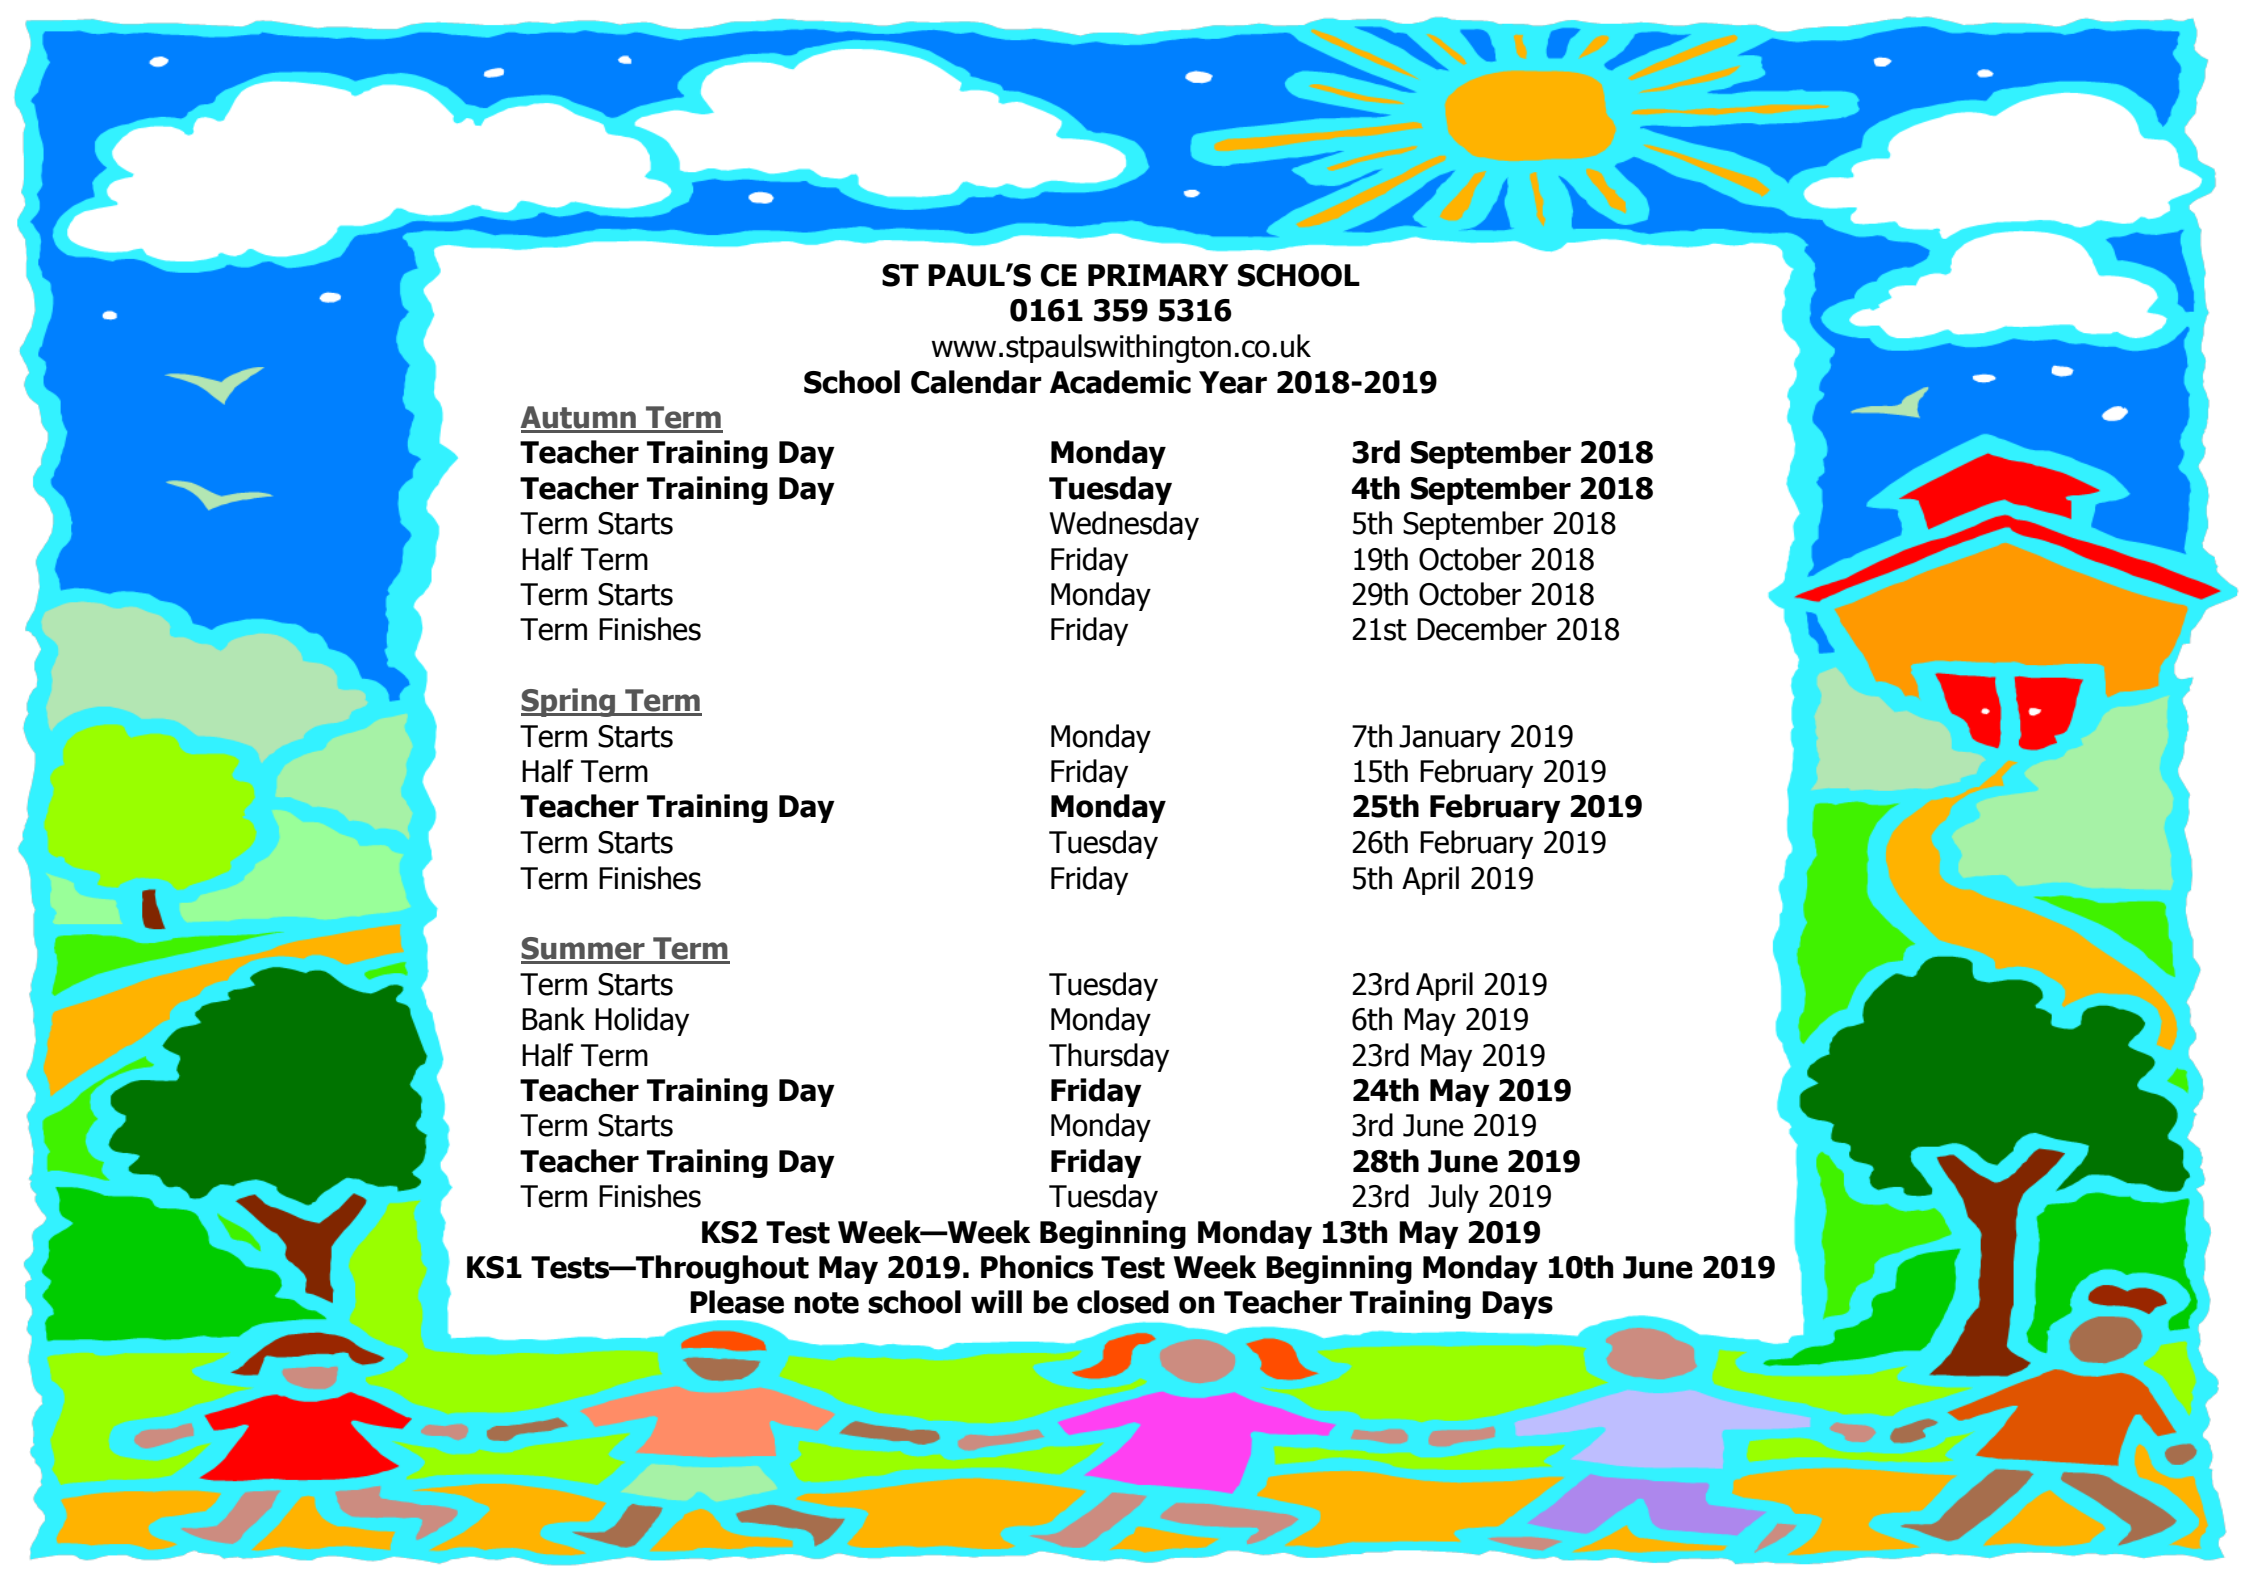 ST PAUL’S CE PRIMARY SCHOOL
0161 359 5316
www.stpaulswithington.co.uk
School Calendar Academic Year 2018-2019
Autumn Term
Teacher Training Day Monday 3rd September 2018
Teacher Training Day Tuesday 4th September 2018
Term Starts Wednesday 5th September 2018
Half Term Friday 19th October 2018
Term Starts Monday 29th October 2018
Term Finishes Friday 21st December 2018
Spring Term
Term Starts Monday 7th January 2019
Half Term Friday 15th February 2019
Teacher Training Day Monday 25th February 2019
Term Starts Tuesday 26th February 2019
Term Finishes Friday 5th April 2019
Summer Term
Term Starts Tuesday 23rd April 2019
Bank Holiday Monday 6th May 2019
Half Term Thursday 23rd May 2019
Teacher Training Day Friday 24th May 2019
Term Starts Monday 3rd June 2019
Teacher Training Day Friday 28th June 2019
Term Finishes Tuesday 23rd July 2019
KS2 Test Week—Week Beginning Monday 13th May 2019
KS1 Tests—Throughout May 2019. Phonics Test Week Beginning Monday 10th June 2019
Please note school will be closed on Teacher Training Days